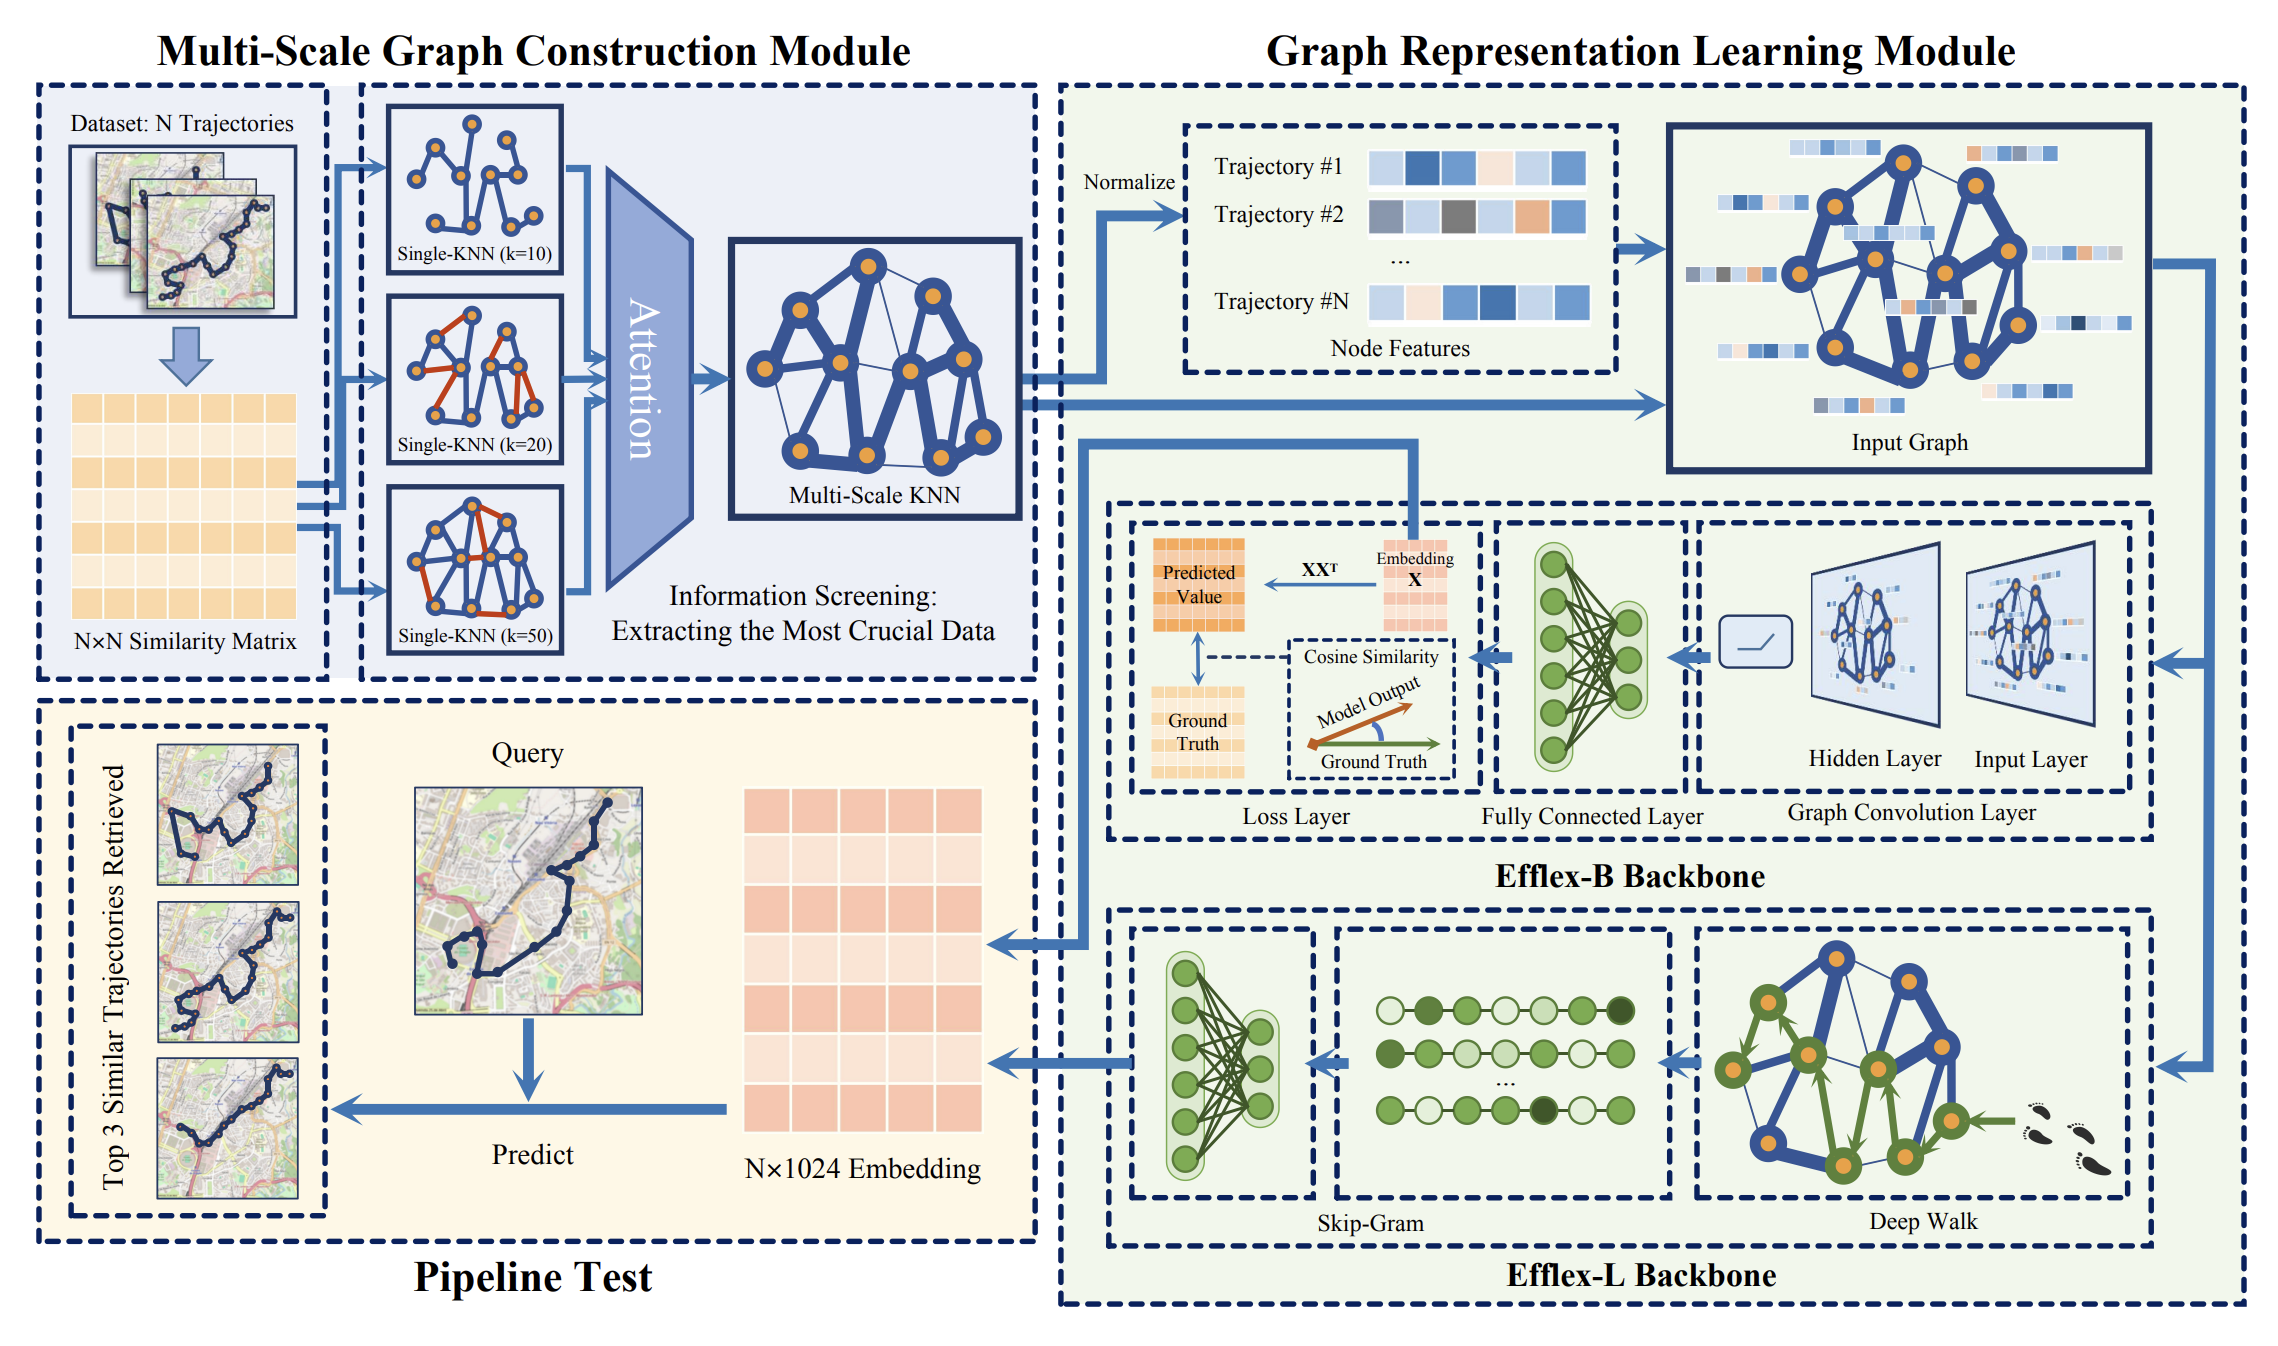 Multi-Scale Graph Construction Module
Dataset: N Trajectories
N×N Similarity Matrix
Single-KNN (k=10)
Single-KNN (k=20)
Single-KNN (k=50)
Attention
Multi-Scale KNN
Information Screening:
Extracting the Most Crucial Data
Graph Representation Learning Module
Normalize
Trajectory #1
Trajectory #2
...
Trajectory #N
Node Features
Input Graph
Predicted
Value
XXᵀ
Embedding
X
Ground
Truth
Cosine Similarity
Model Output
Ground Truth
Loss Layer
Fully Connected Layer
Hidden Layer
Input Layer
Graph Convolution Layer
Efflex-B Backbone
...
Skip-Gram
Deep Walk
Efflex-L Backbone
Top 3 Similar Trajectories Retrieved
Query
Predict
N×1024 Embedding
Pipeline Test